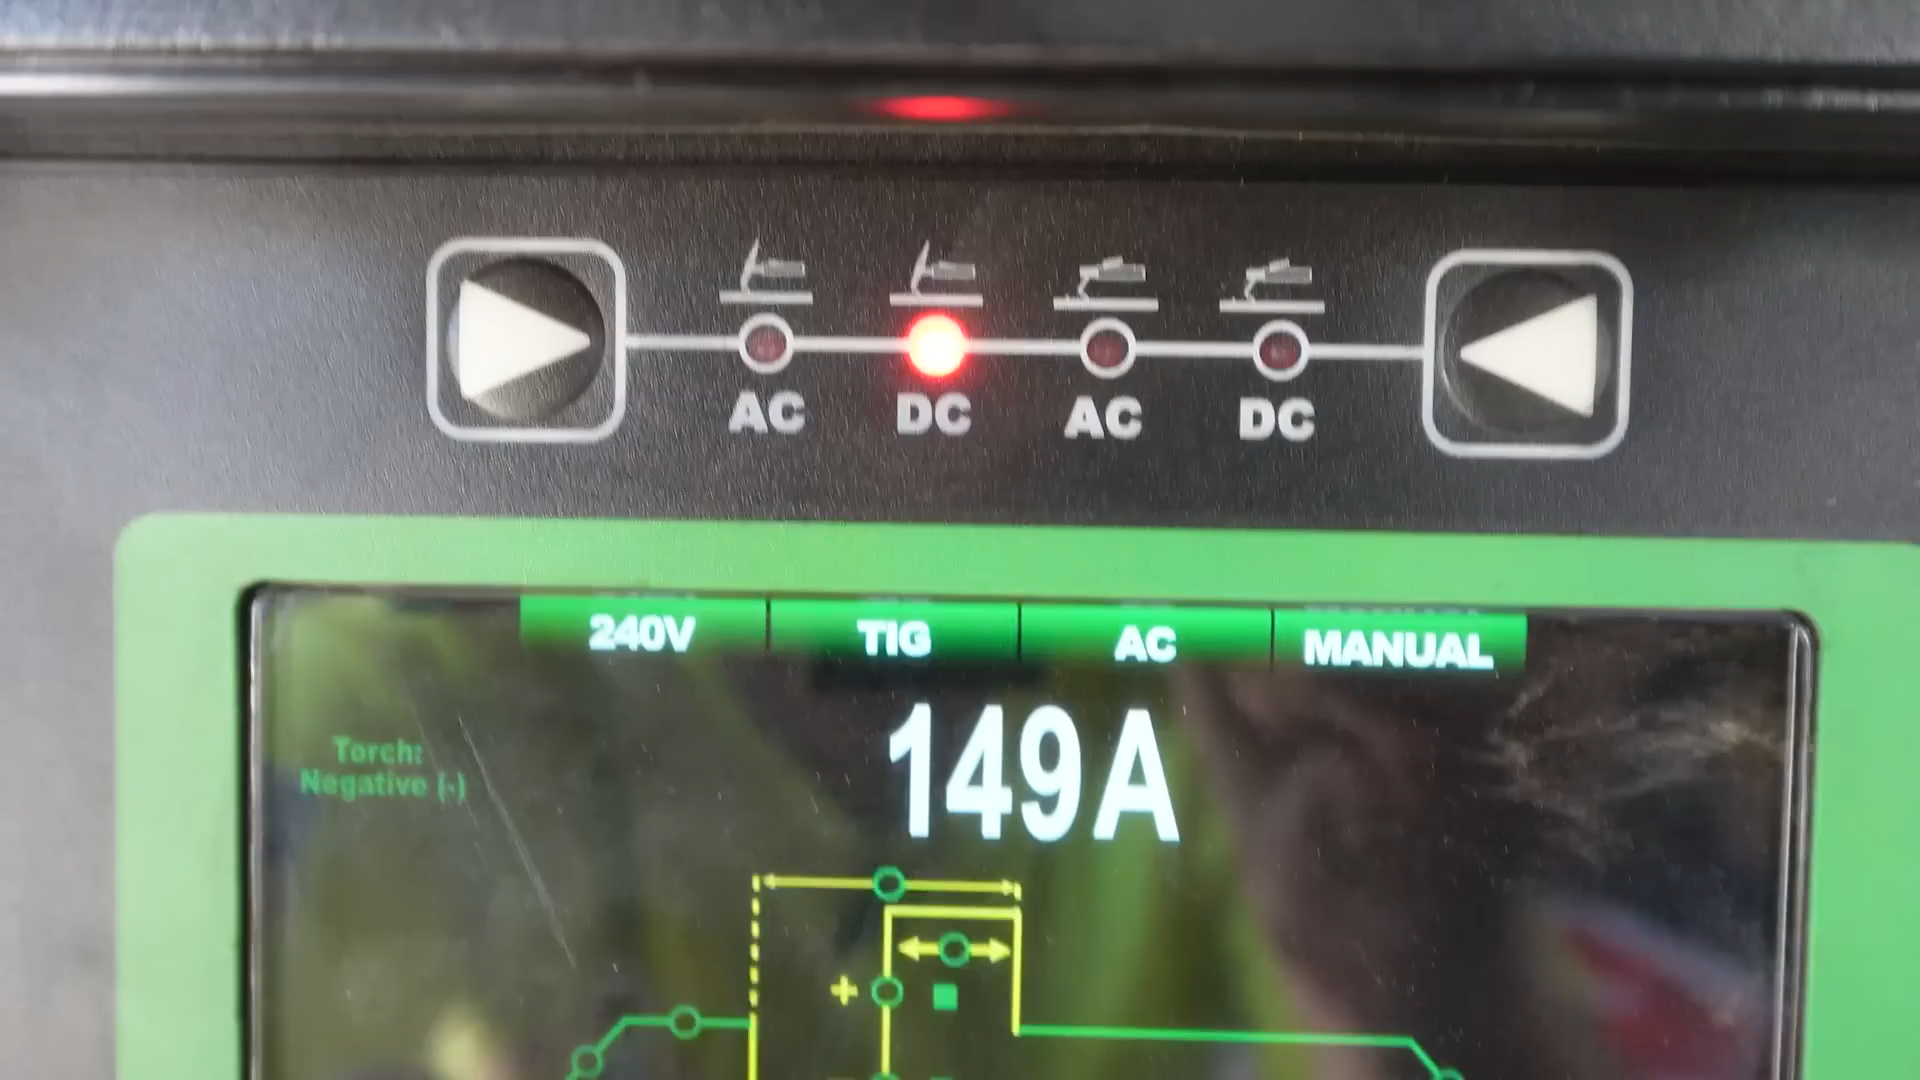 AC DC AC DC
240V TIG AC MANUAL
149A
Torch:
Negative (-)